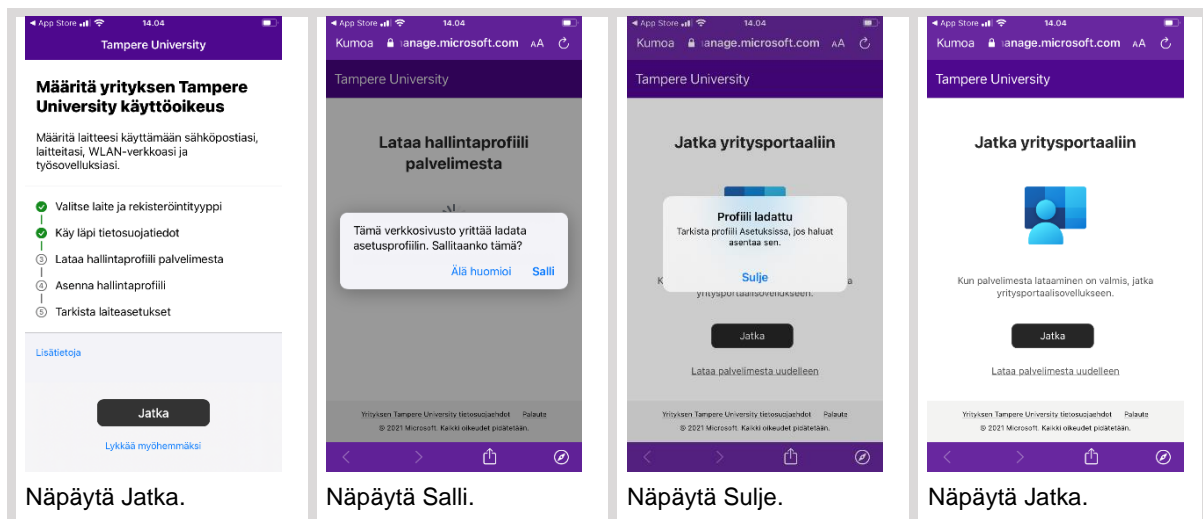 App Store 14.04
Tampere University
Määritä yrityksen Tampere
University käyttöoikeus
Määritä laitteesi käyttämään sähköpostiasi,
laitteitasi, WLAN-verkkoasi ja
työsovelluksiasi.
Valitse laite ja rekisteröintityyppi
Käy läpi tietosuojatiedot
3 Lataa hallintaprofiili palvelimesta
4 Asenna hallintaprofiili
5 Tarkista laiteasetukset
Lisätietoja
Jatka
Lykkää myöhemmäksi
Näpäytä Jatka.
App Store 14.04
Kumoa anage.microsoft.com AA
Tampere University
Lataa hallintaprofiili
palvelimesta
Tämä verkkosivusto yrittää ladata
asetusprofiilin. Sallitaanko tämä?
Älä huomioi Salli
Yrityksen Tampere University tietosuojaehdot Palaute
© 2021 Microsoft. Kaikki oikeudet pidätetään.
Näpäytä Salli.
App Store 14.04
Kumoa anage.microsoft.com AA
Tampere University
Jatka yritysportaaliin
Profiili ladattu
Tarkista profiili Asetuksissa, jos haluat
asentaa sen.
Sulje
K a
yritysportaalisovellukseen.
Jatka
Lataa palvelimesta uudelleen
Yrityksen Tampere University tietosuojaehdot Palaute
© 2021 Microsoft. Kaikki oikeudet pidätetään.
Näpäytä Sulje.
App Store 14.04
Kumoa anage.microsoft.com AA
Tampere University
Jatka yritysportaaliin
Kun palvelimesta lataaminen on valmis, jatka
yritysportaalisovellukseen.
Jatka
Lataa palvelimesta uudelleen
Yrityksen Tampere University tietosuojaehdot Palaute
© 2021 Microsoft. Kaikki oikeudet pidätetään.
Näpäytä Jatka.